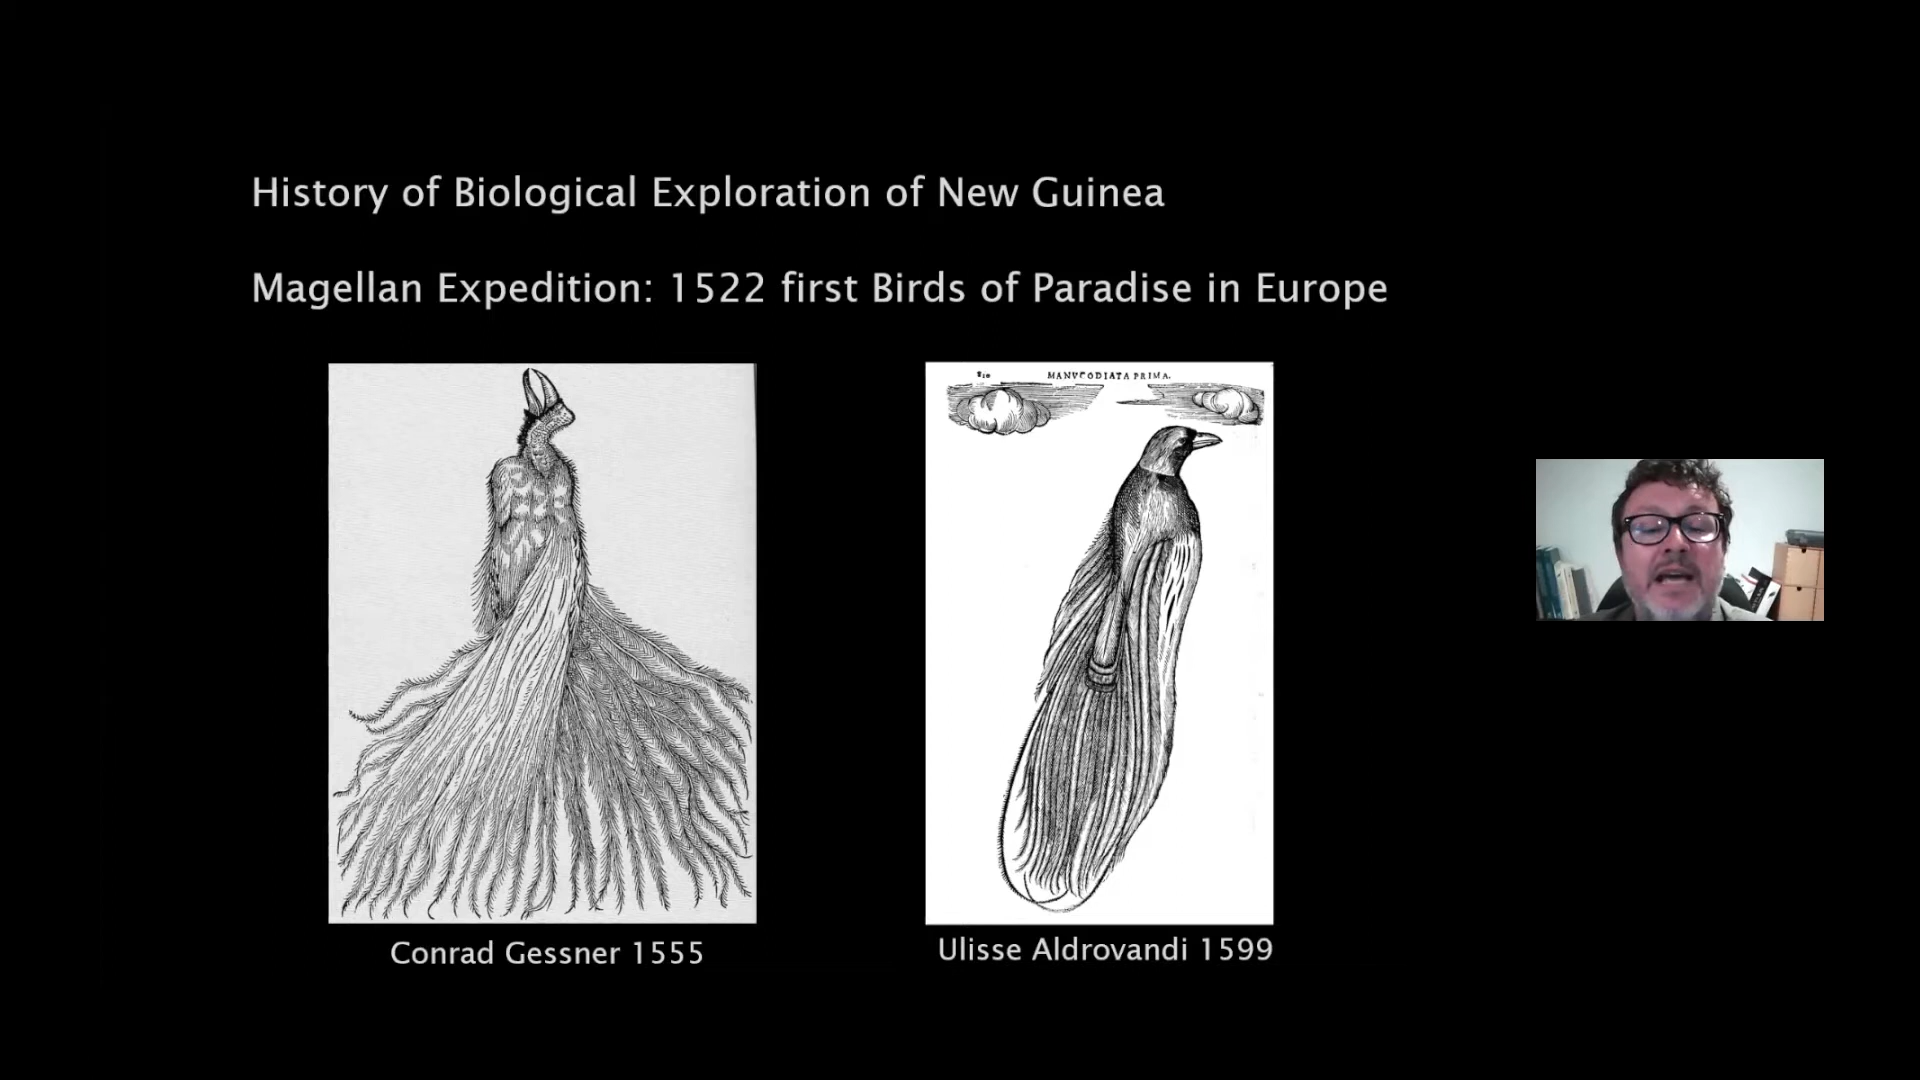 History of Biological Exploration of New Guinea
Magellan Expedition: 1522 first Birds of Paradise in Europe
810 MANVCODIATA PRIMA.
Conrad Gessner 1555
Ulisse Aldrovandi 1599